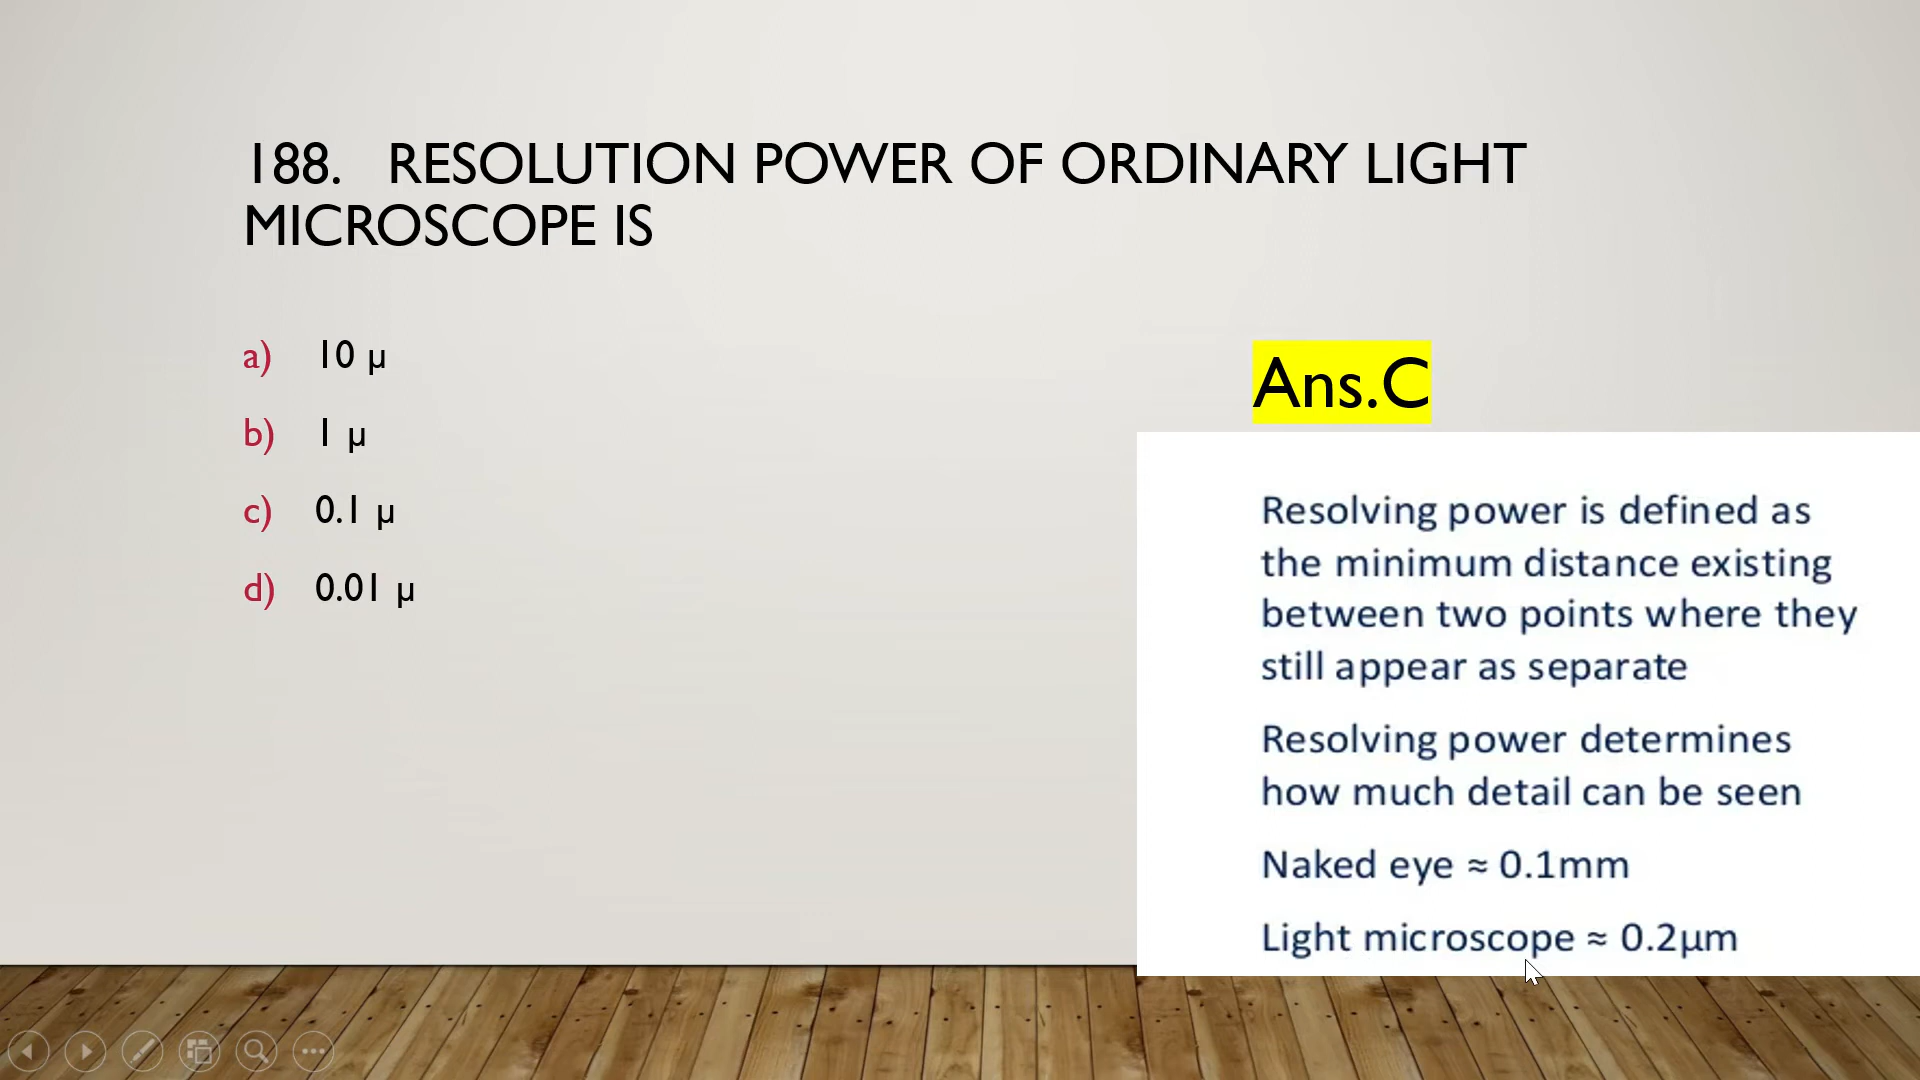 188. RESOLUTION POWER OF ORDINARY LIGHT
MICROSCOPE IS
a) 10 µ
b) 1 µ
c) 0.1 µ
d) 0.01 µ
Ans.C
Resolving power is defined as
the minimum distance existing
between two points where they
still appear as separate
Resolving power determines
how much detail can be seen
Naked eye ≈ 0.1mm
Light microscope ≈ 0.2µm